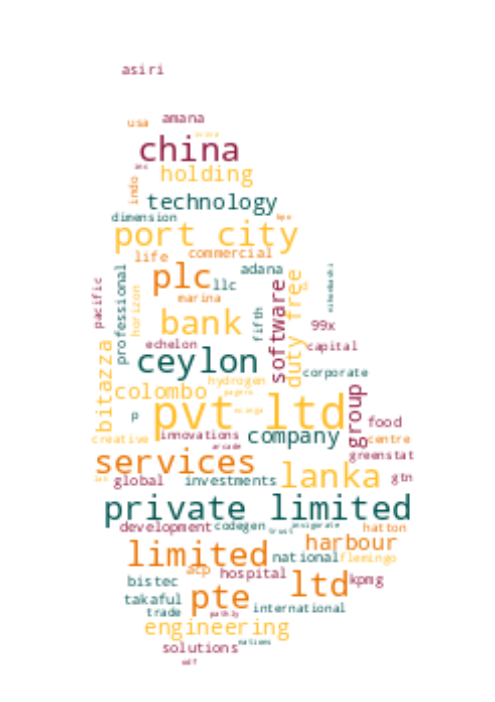 asiri
usa amana
china
holding
indo
technology
dimension
port city
life commercial
plc llc adana
marina
pacific
professional
horizon
bank
fifth
software
duty free
99x
echelon
ceylon
capital
corporate
bitazza
colombo
hydrogen
p
pvt ltd
group
food
creative
innovations
company
centre
services
greenstat
global
investments
lanka
gtn
private limited
development codegen
hatton
harbour
limited
national flemingo
acp hospital
bistec
pte
ltd
kpmg
takaful
trade
international
engineering
solutions